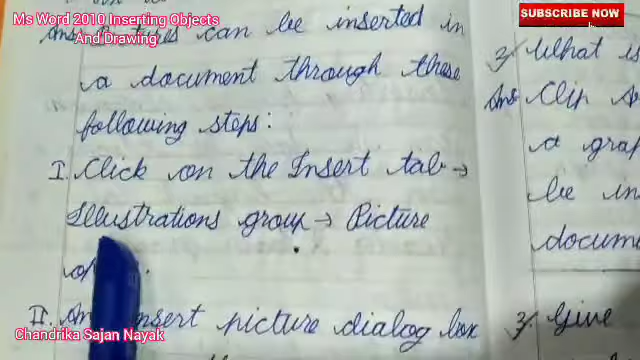 Ms Word 2010 Inserting Objects
And Drawing
SUBSCRIBE NOW
Ans can be inserted in
a document through these
following steps:
I. Click on the Insert tab →
Illustrations group → Picture
II. Insert picture dialog box
3. What is
Ans: Clip
a
be in
docum
3. Give
Chandrika Sajan Nayak